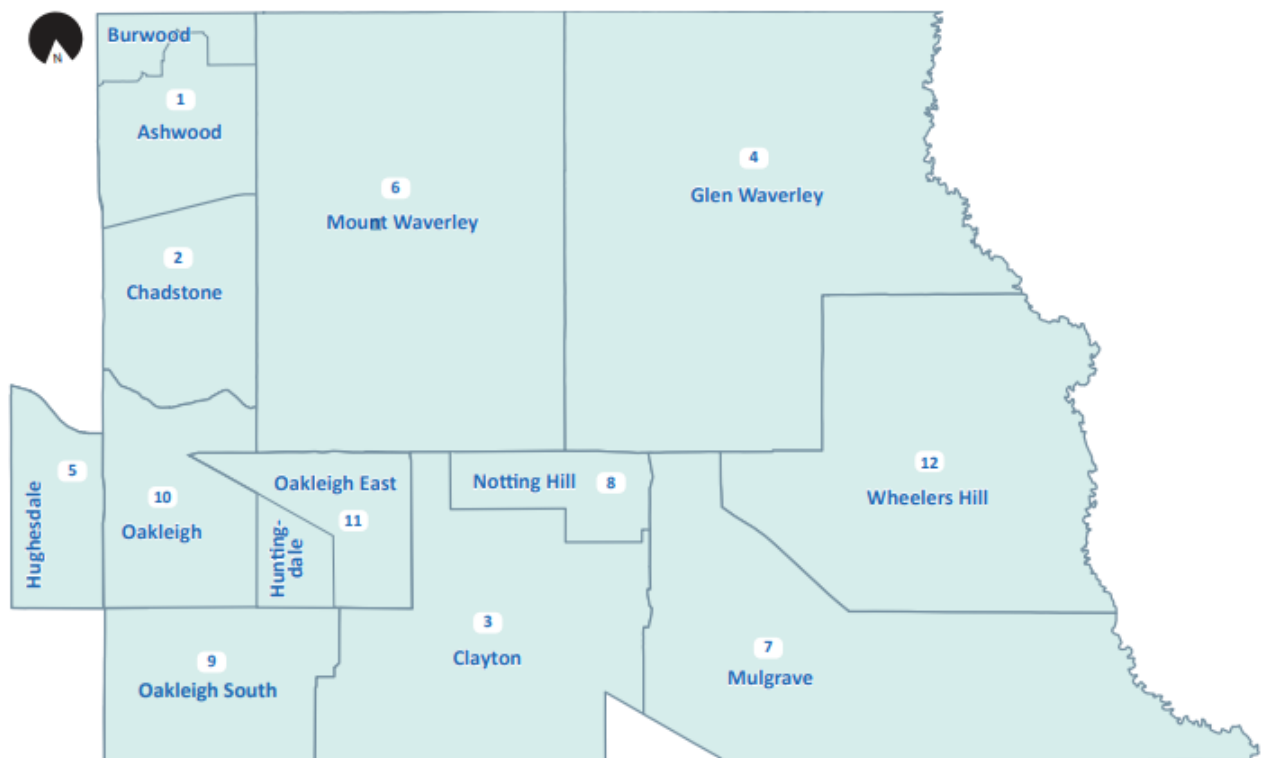 N
Burwood
1
Ashwood
2
Chadstone
6
Mount Waverley
4
Glen Waverley
5
Hughesdale
10
Oakleigh
Oakleigh East
11
Hunting-
dale
Notting Hill 8
12
Wheelers Hill
3
Clayton
7
Mulgrave
9
Oakleigh South